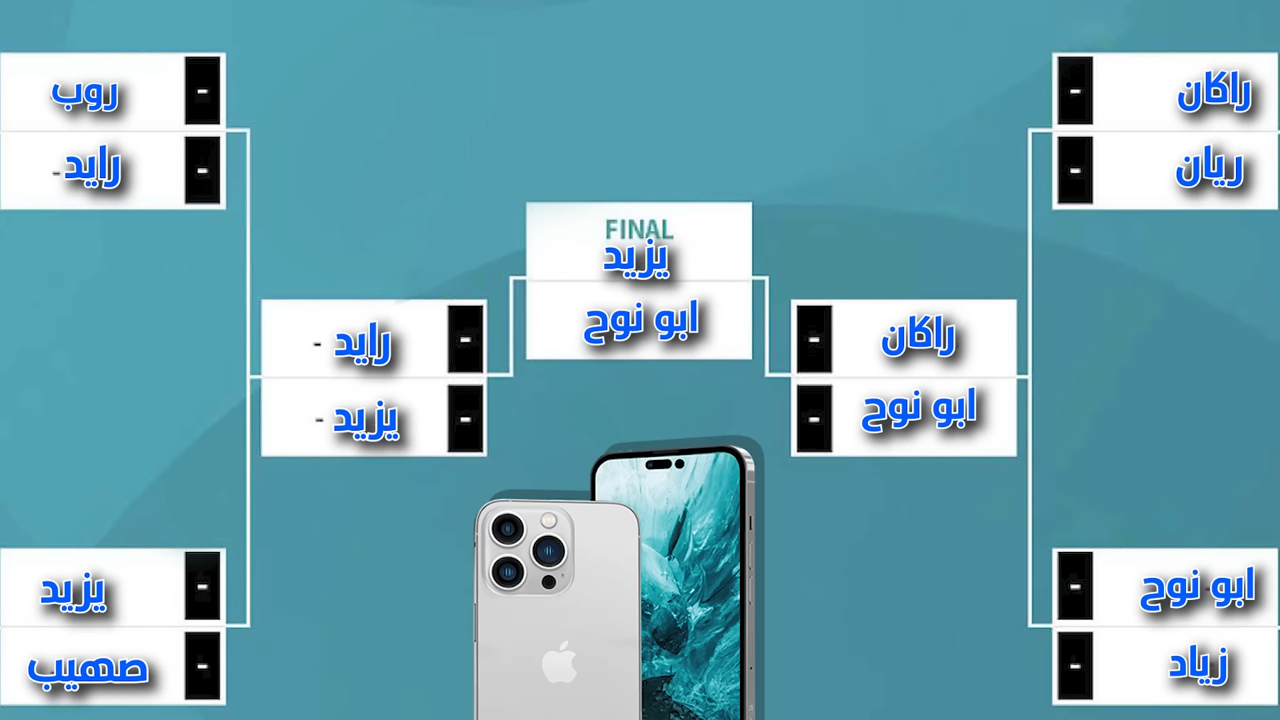 روب
-
رايد -
-
رايد -
-
يزيد -
-
يزيد
-
صهيب
-
FINAL
يزيد
ابو نوح
راكان
-
ريان
-
راكان
-
ابو نوح
-
ابو نوح
-
زياد
-